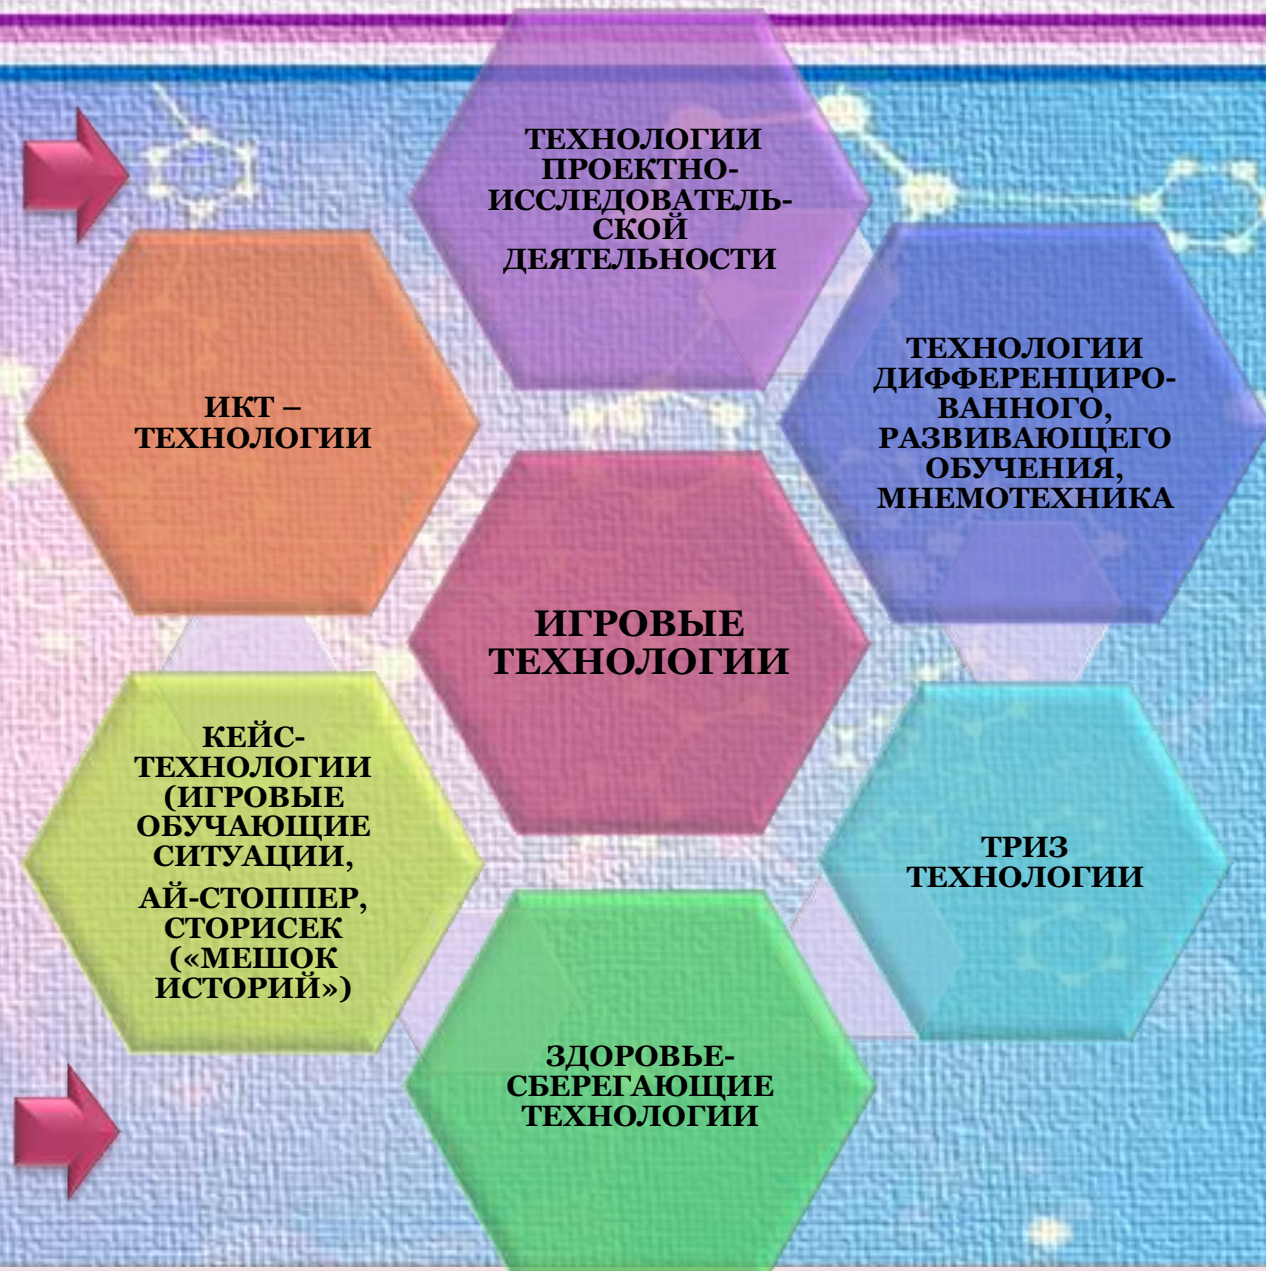 ТЕХНОЛОГИИ
ПРОЕКТНО-
ИССЛЕДОВАТЕЛЬ-
СКОЙ
ДЕЯТЕЛЬНОСТИ
ИКТ –
ТЕХНОЛОГИИ
ТЕХНОЛОГИИ
ДИФФЕРЕНЦИРО-
ВАННОГО,
РАЗВИВАЮЩЕГО
ОБУЧЕНИЯ,
МНЕМОТЕХНИКА
ИГРОВЫЕ
ТЕХНОЛОГИИ
КЕЙС-
ТЕХНОЛОГИИ
(ИГРОВЫЕ
ОБУЧАЮЩИЕ
СИТУАЦИИ,
АЙ-СТОППЕР,
СТОРИСЕК
(«МЕШОК
ИСТОРИЙ»)
ТРИЗ
ТЕХНОЛОГИИ
ЗДОРОВЬЕ-
СБЕРЕГАЮЩИЕ
ТЕХНОЛОГИИ